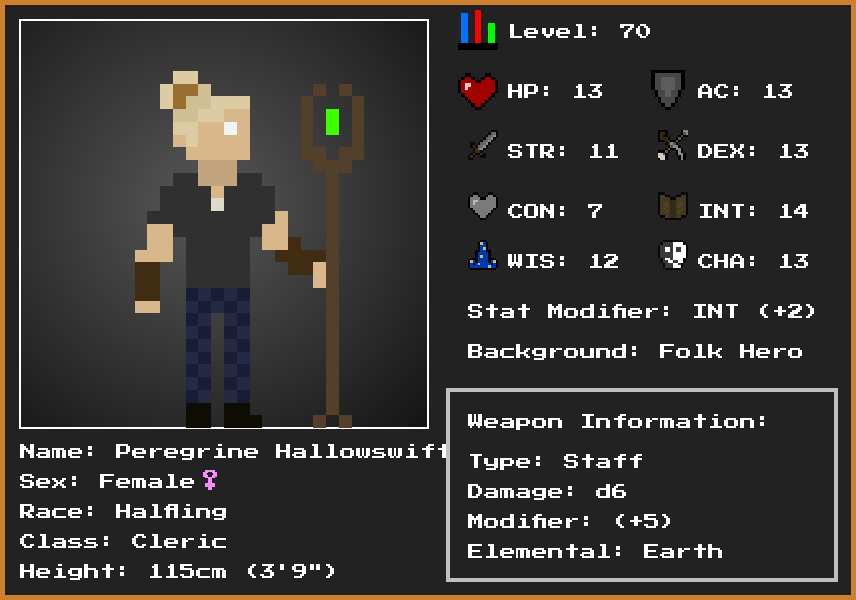 Level: 70
HP: 13
AC: 13
STR: 11
DEX: 13
CON: 7
INT: 14
WIS: 12
CHA: 13
Stat Modifier: INT (+2)
Background: Folk Hero
Name: Peregrine Hallowswift
Sex: Female♀
Race: Halfling
Class: Cleric
Height: 115cm (3'9")
Weapon Information:
Type: Staff
Damage: d6
Modifier: (+5)
Elemental: Earth